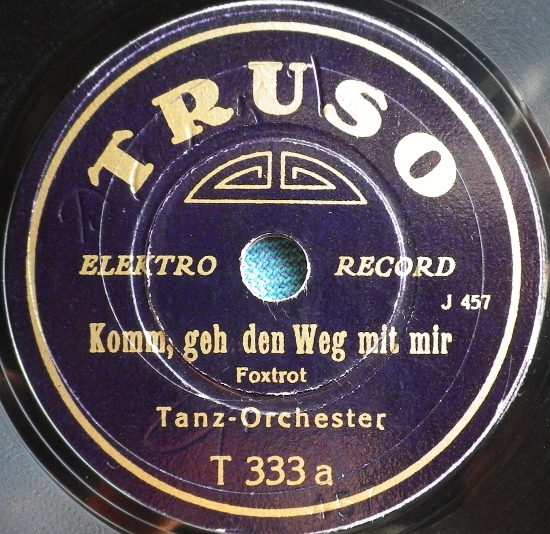 TRUSO
ELEKTRO RECORD
J 457
Komm, geh den Weg mit mir
Foxtrot
Tanz-Orchester
T 333 a